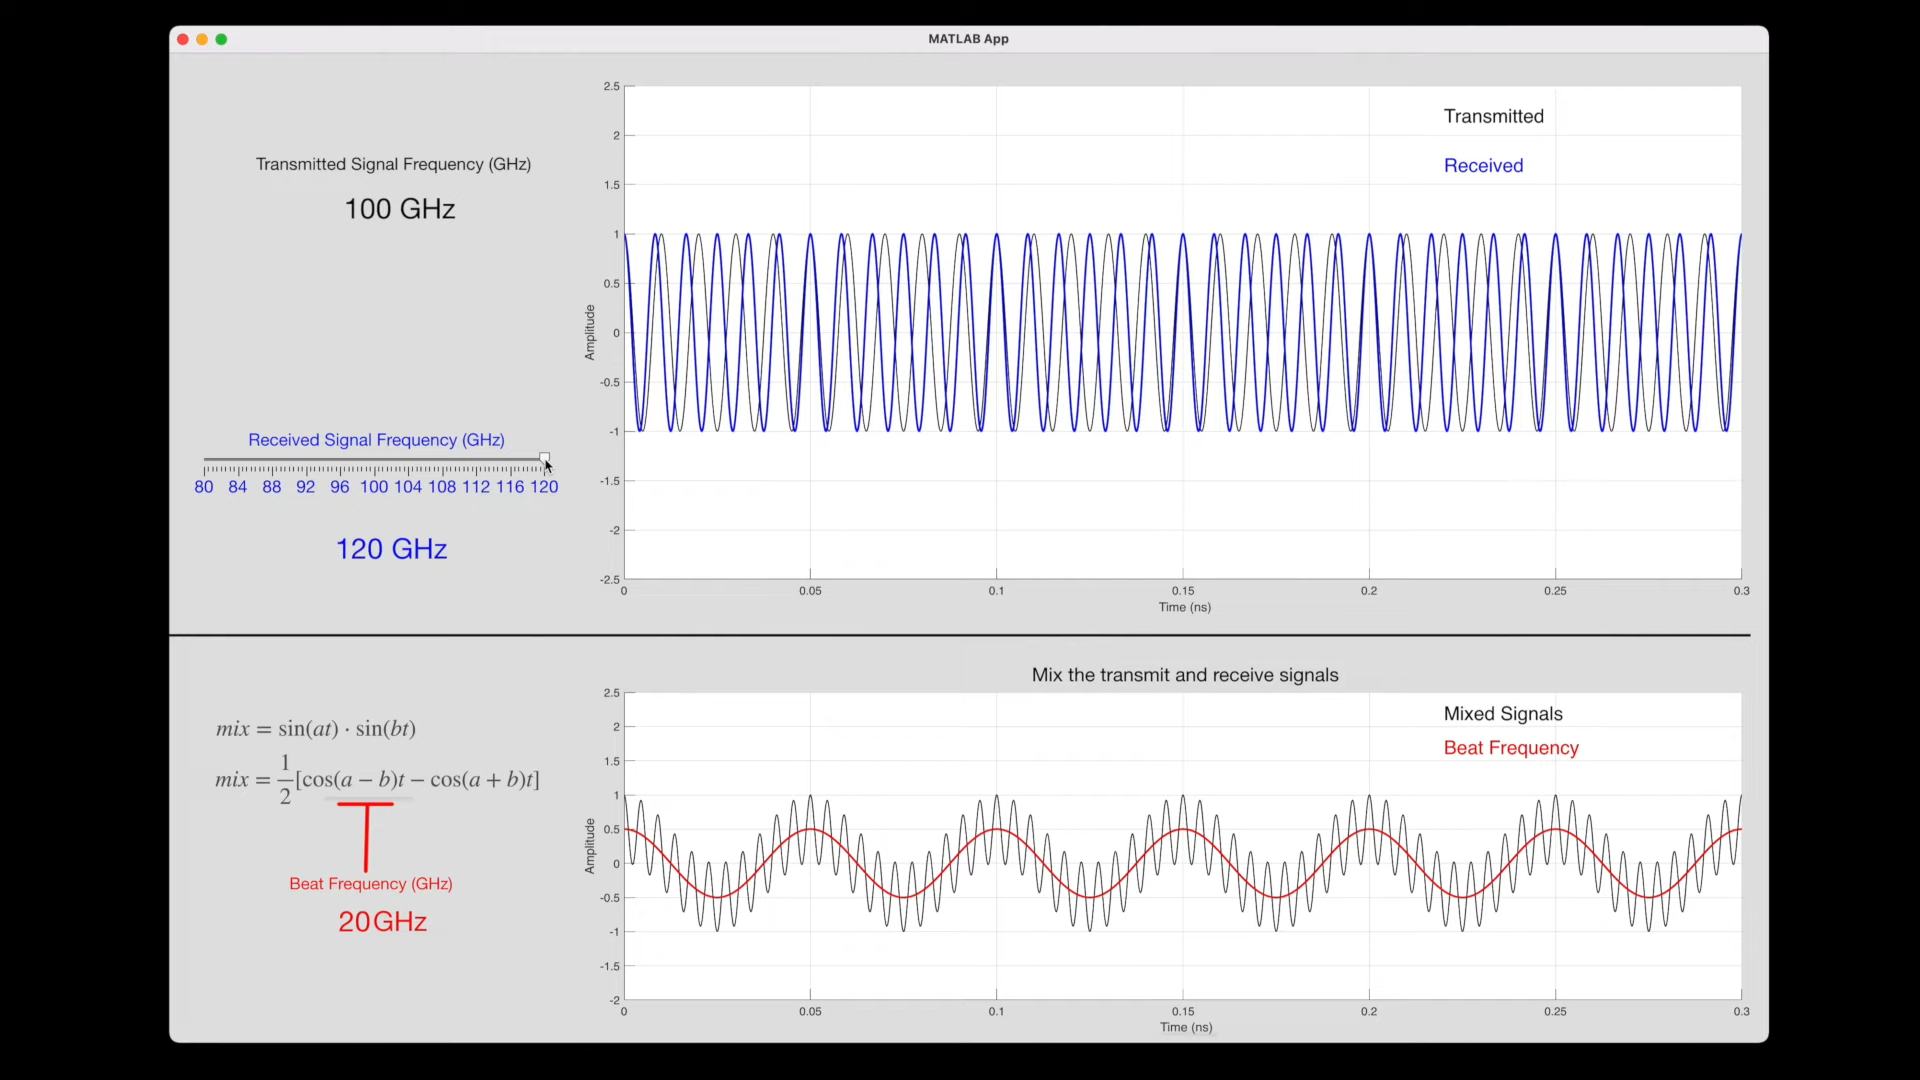 MATLAB App
Transmitted Signal Frequency (GHz)
100 GHz
Received Signal Frequency (GHz)
80 84 88 92 96 100 104 108 112 116 120
120 GHz
2.5
2
1.5
1
0.5
0
-0.5
-1
-1.5
-2
-2.5
Amplitude
Transmitted
Received
0 0.05 0.1 0.15 0.2 0.25 0.3
Time (ns)
mix = sin(at) · sin(bt)
mix = 1/2[cos(a − b)t − cos(a + b)t]
Beat Frequency (GHz)
20GHz
Mix the transmit and receive signals
2.5
2
1.5
1
0.5
0
-0.5
-1
-1.5
-2
Amplitude
Mixed Signals
Beat Frequency
0 0.05 0.1 0.15 0.2 0.25 0.3
Time (ns)